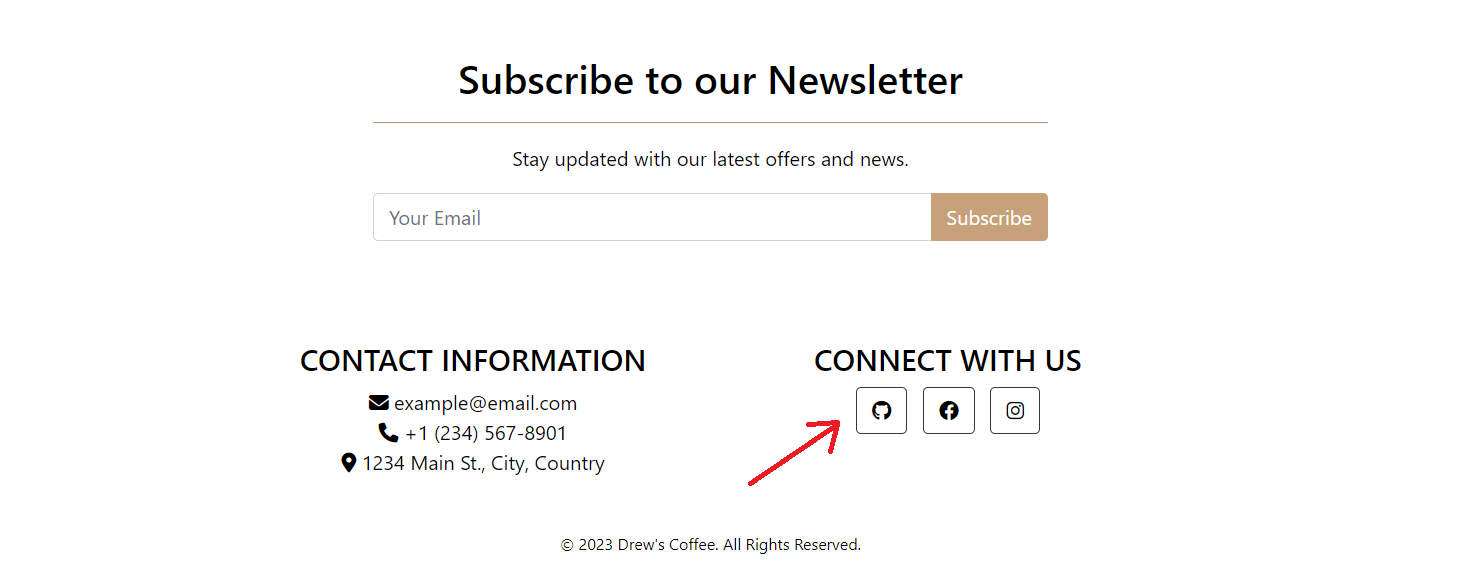 Subscribe to our Newsletter
Stay updated with our latest offers and news.
Your Email
Subscribe
CONTACT INFORMATION
example@email.com
+1 (234) 567-8901
1234 Main St., City, Country
CONNECT WITH US
© 2023 Drew's Coffee. All Rights Reserved.